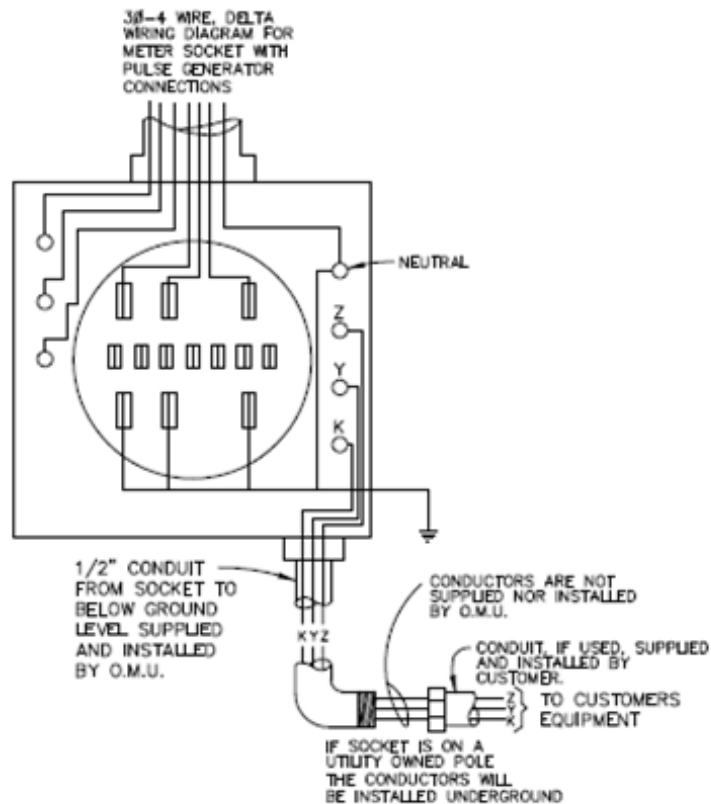 3Ø-4 WIRE, DELTA
WIRING DIAGRAM FOR
METER SOCKET WITH
PULSE GENERATOR
CONNECTIONS
NEUTRAL
Z
Y
K
1/2" CONDUIT
FROM SOCKET TO
BELOW GROUND
LEVEL SUPPLIED
AND INSTALLED
BY O.M.U.
KYZ
CONDUCTORS ARE NOT
SUPPLIED NOR INSTALLED
BY O.M.U.
CONDUIT, IF USED, SUPPLIED
AND INSTALLED BY
CUSTOMER.
Z
Y
K
TO CUSTOMERS
EQUIPMENT
IF SOCKET IS ON A
UTILITY OWNED POLE
THE CONDUCTORS WILL
BE INSTALLED UNDERGROUND